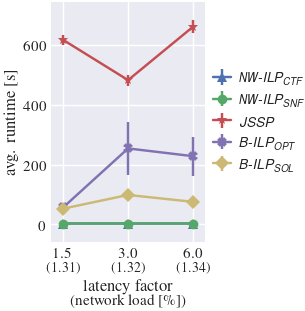 600
400
200
0
avg. runtime [s]
1.5 3.0 6.0
(1.31) (1.32) (1.34)
latency factor
(network load [%])
NW-ILP_CTF
NW-ILP_SNF
JSSP
B-ILP_OPT
B-ILP_SOL